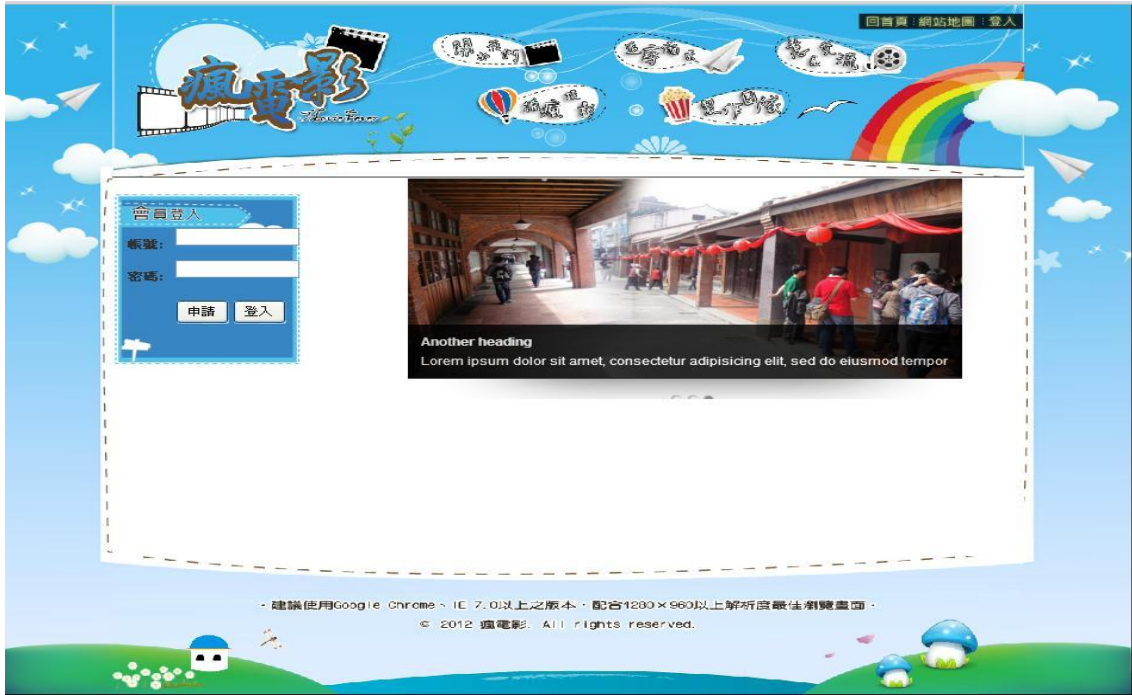 回首頁｜網站地圖｜登入
瘋電影
會員登入
帳號:
密碼:
申請 登入
Another heading
Lorem ipsum dolor sit amet, consectetur adipisicing elit, sed do eiusmod tempor
·建議使用Google Chrome、IE 7.0以上之版本，配合1280×960以上解析度最佳瀏覽畫面·
© 2012 瘋電影. All rights reserved.